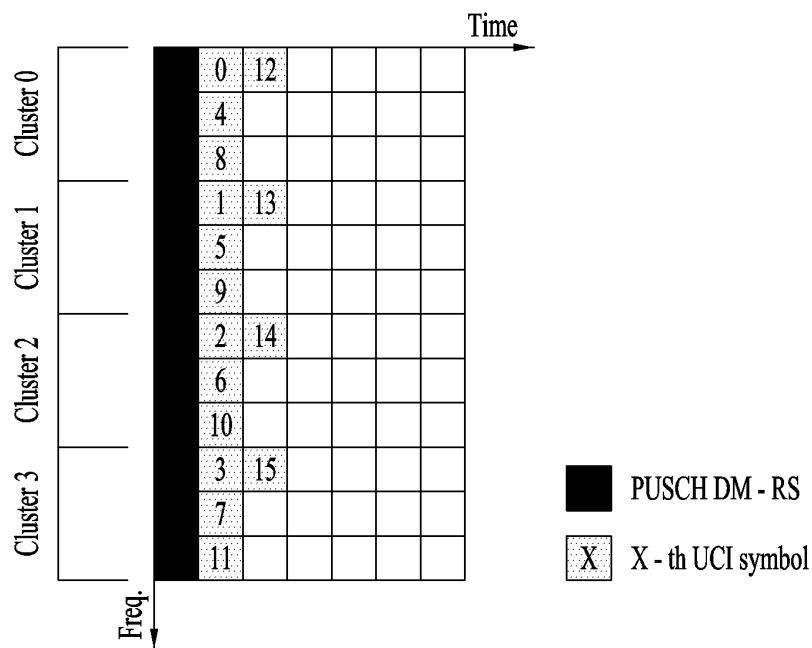 Time
Cluster 0
Cluster 1
Cluster 2
Cluster 3
0 12
4
8
1 13
5
9
2 14
6
10
3 15
7
11
Freq.
PUSCH DM - RS
X X - th UCI symbol